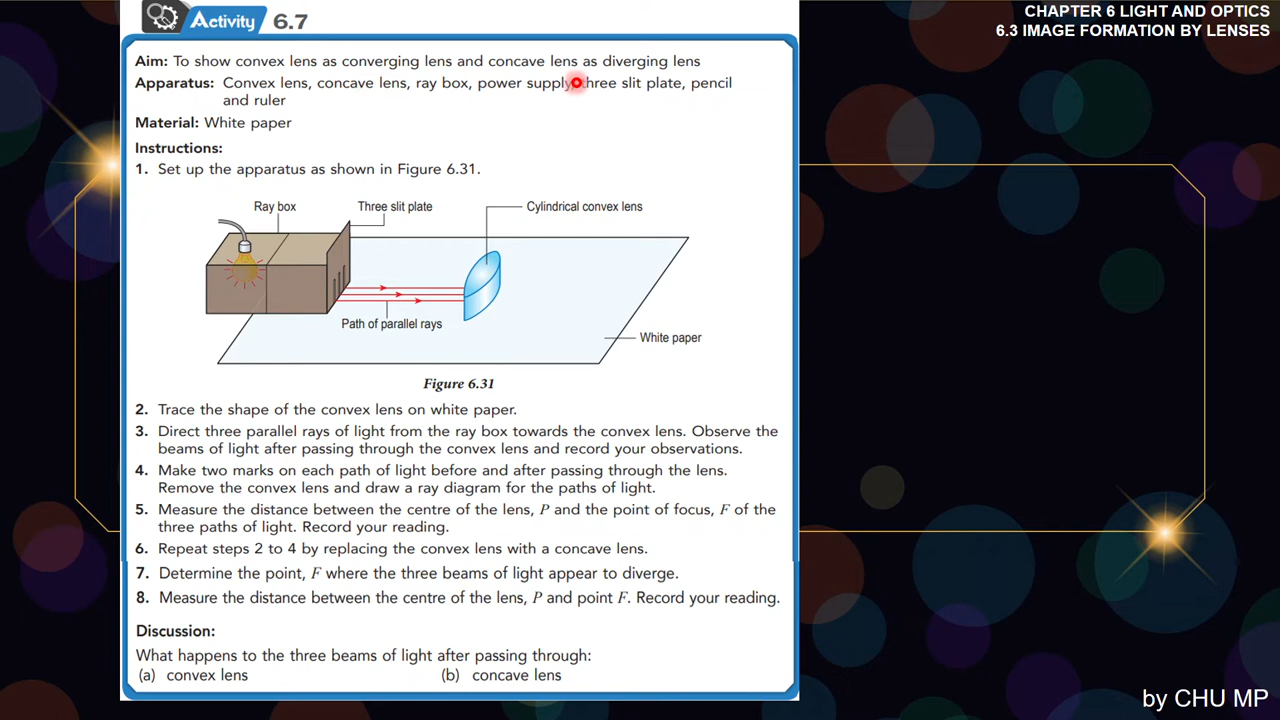 Activity 6.7
CHAPTER 6 LIGHT AND OPTICS
6.3 IMAGE FORMATION BY LENSES
Aim: To show convex lens as converging lens and concave lens as diverging lens
Apparatus: Convex lens, concave lens, ray box, power supply, three slit plate, pencil
and ruler
Material: White paper
Instructions:
1. Set up the apparatus as shown in Figure 6.31.
Ray box
Three slit plate
Cylindrical convex lens
Path of parallel rays
White paper
Figure 6.31
2. Trace the shape of the convex lens on white paper.
3. Direct three parallel rays of light from the ray box towards the convex lens. Observe the
beams of light after passing through the convex lens and record your observations.
4. Make two marks on each path of light before and after passing through the lens.
Remove the convex lens and draw a ray diagram for the paths of light.
5. Measure the distance between the centre of the lens, P and the point of focus, F of the
three paths of light. Record your reading.
6. Repeat steps 2 to 4 by replacing the convex lens with a concave lens.
7. Determine the point, F where the three beams of light appear to diverge.
8. Measure the distance between the centre of the lens, P and point F. Record your reading.
Discussion:
What happens to the three beams of light after passing through:
(a) convex lens (b) concave lens
by CHU MP